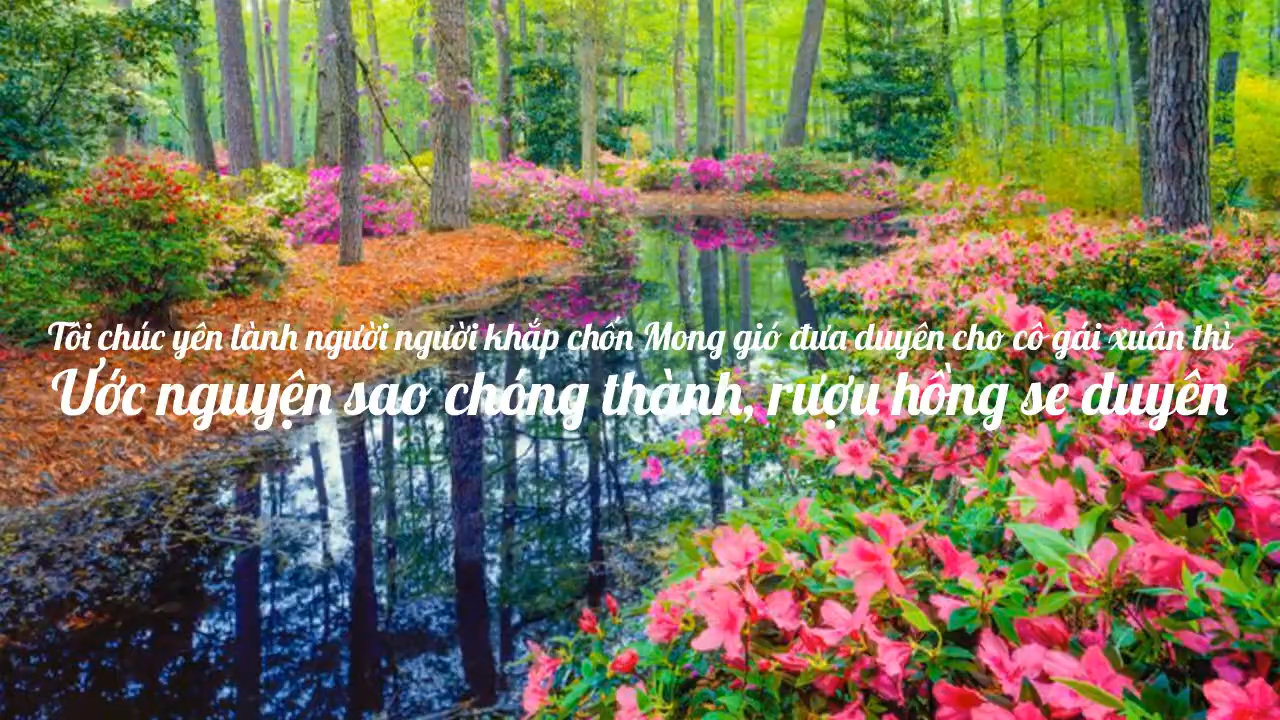 Tôi chúc yên lành người người khắp chốn Mong gió đưa duyên cho cô gái xuân thì
Ước nguyện sao chóng thành, rượu hồng se duyên